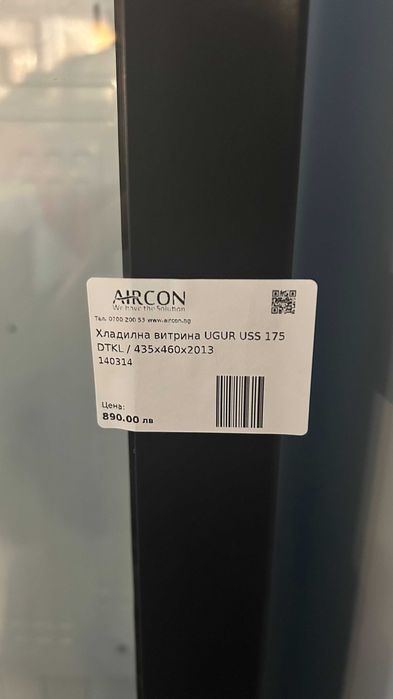 AIRCON
We have the Solution
Тел. 0700 200 53 www.aircon.bg
Хладилна витрина UGUR USS 175
DTKL / 435x460x2013
140314
Цена:
890.00 лв